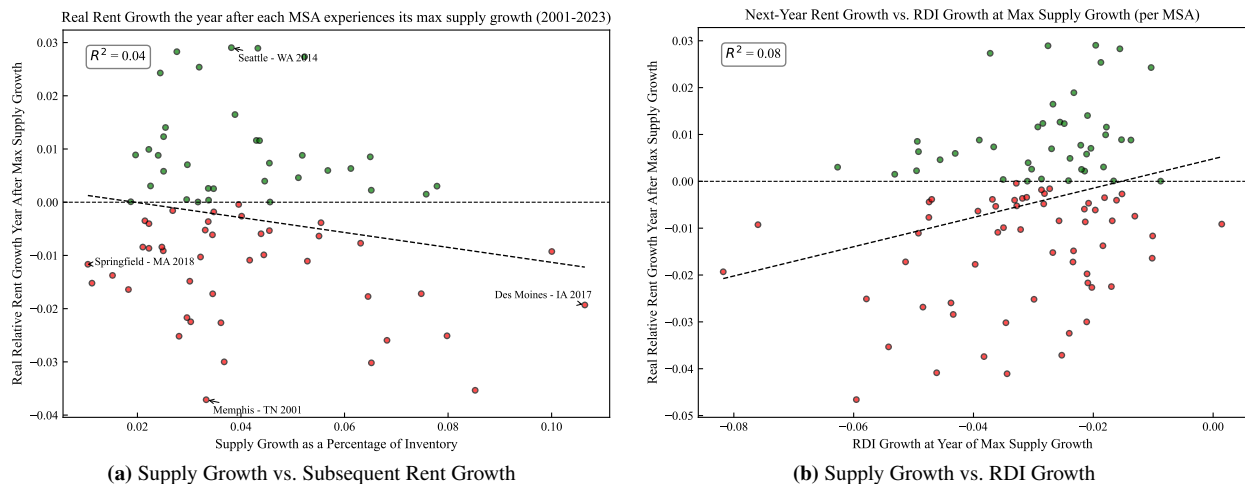 Real Rent Growth the year after each MSA experiences its max supply growth (2001-2023)
R² = 0.04
Seattle - WA 2014
Springfield - MA 2018
Des Moines - IA 2017
Memphis - TN 2001
Real Relative Rent Growth Year After Max Supply Growth
0.03
0.02
0.01
0.00
−0.01
−0.02
−0.03
−0.04
0.02
0.04
0.06
0.08
0.10
Supply Growth as a Percentage of Inventory
(a) Supply Growth vs. Subsequent Rent Growth
Next-Year Rent Growth vs. RDI Growth at Max Supply Growth (per MSA)
R² = 0.08
Real Relative Rent Growth Year After Max Supply Growth
0.03
0.02
0.01
0.00
−0.01
−0.02
−0.03
−0.04
−0.05
−0.08
−0.06
−0.04
−0.02
0.00
RDI Growth at Year of Max Supply Growth
(b) Supply Growth vs. RDI Growth